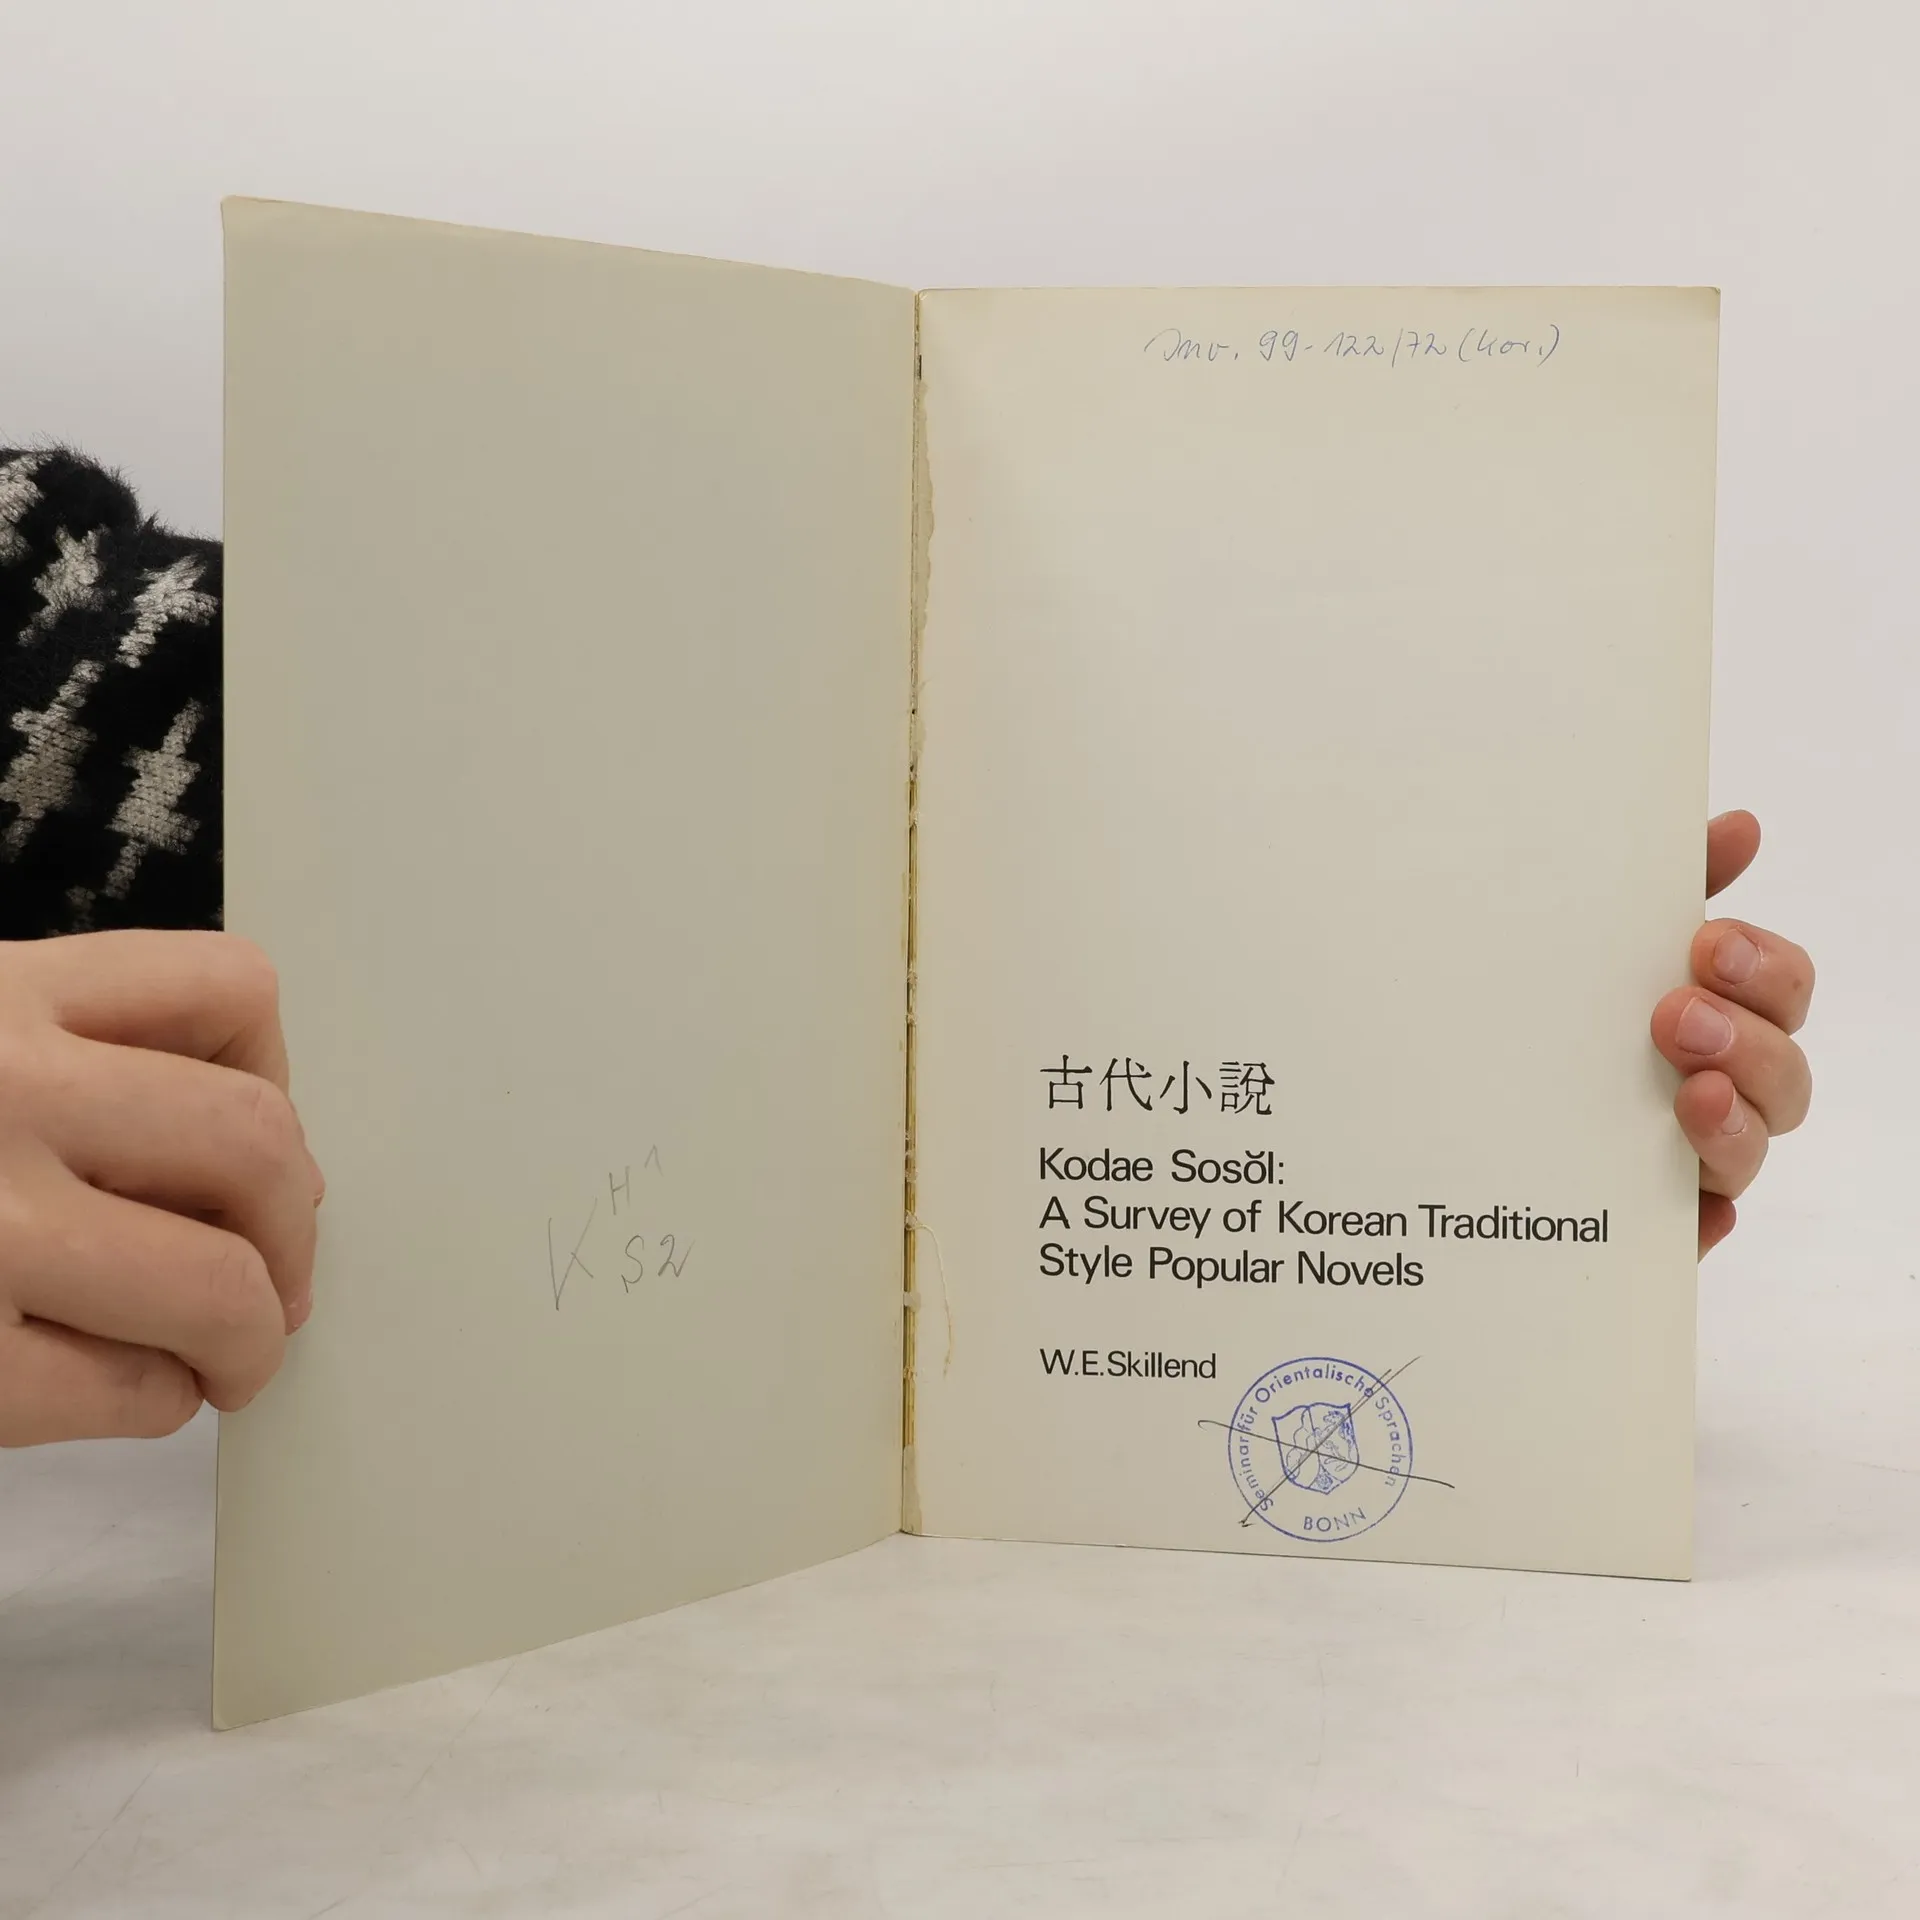 H 1
K S2
Inv. 99-122/72 (kor.)
古代小說
Kodae Sosŏl:
A Survey of Korean Traditional
Style Popular Novels
W.E.Skillend
Seminar für Orientalische Sprachen
BONN